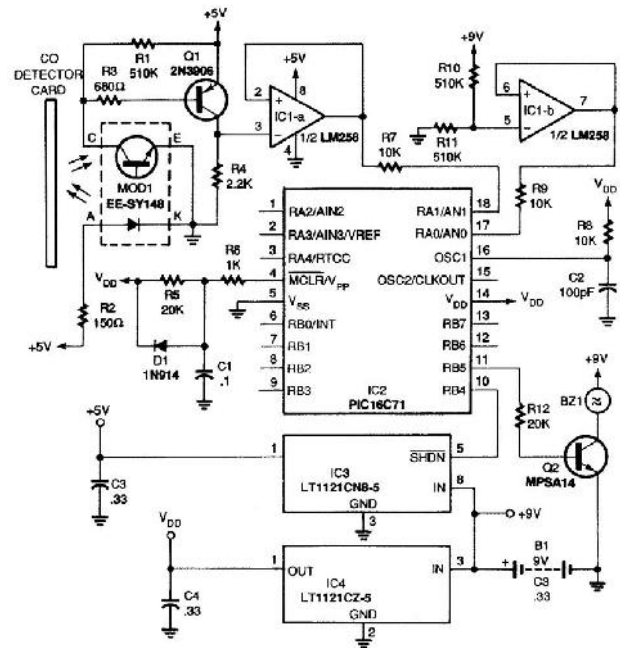 +5V
CO
DETECTOR
CARD
R1
510K
Q1
2N3906
R3
680Ω
C
E
MOD1
EE-SY148
A
K
R4
2.2K
+5V
2
8
+
IC1-a
3
−
4
1/2 LM258
+9V
R10
510K
6
+
7
IC1-b
5
−
1/2 LM258
R11
510K
R7
10K
R9
10K
VDD
R8
10K
C2
100pF
1
RA2/AIN2
RA1/AN1
18
2
RA3/AIN3/VREF
RA0/AN0
17
3
RA4/RTCC
OSC1
16
4
MCLR/VPP
OSC2/CLKOUT
15
5
VSS
VDD
14
VDD
6
RB0/INT
RB7
13
7
RB1
RB6
12
8
RB2
RB5
11
9
RB3
RB4
10
IC2
PIC16C71
VDD
R6
1K
R5
20K
R2
150Ω
+5V
D1
1N914
C1
.1
+9V
BZ1
R12
20K
Q2
MPSA14
+5V
C3
.33
1
IC3
LT1121CN8-5
SHDN
5
IN
8
GND
3
+9V
VDD
C4
.33
1
OUT
IC4
LT1121CZ-5
IN
3
GND
2
B1
9V
+
C3
.33